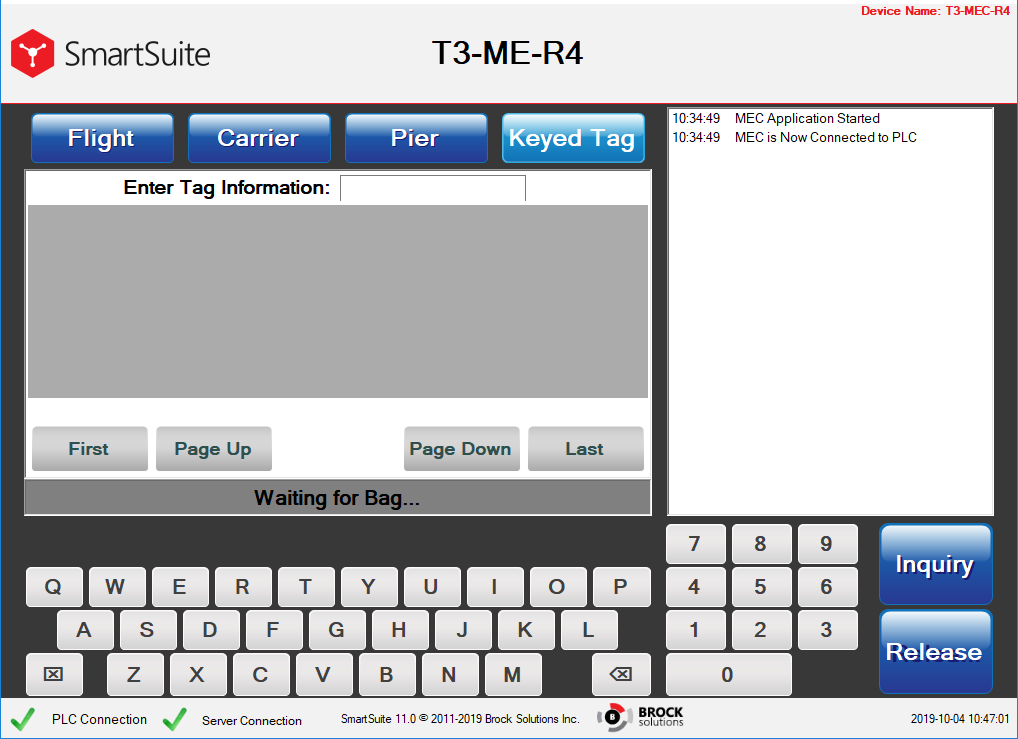 Device Name: T3-MEC-R4
SmartSuite
T3-ME-R4
Flight Carrier Pier Keyed Tag
Enter Tag Information:
First Page Up Page Down Last
Waiting for Bag...
10:34:49 MEC Application Started
10:34:49 MEC is Now Connected to PLC
7 8 9
Q W E R T Y U I O P 4 5 6
A S D F G H J K L 1 2 3
Z X C V B N M 0
Inquiry
Release
PLC Connection Server Connection SmartSuite 11.0 © 2011-2019 Brock Solutions Inc. B BROCK solutions 2019-10-04 10:47:01